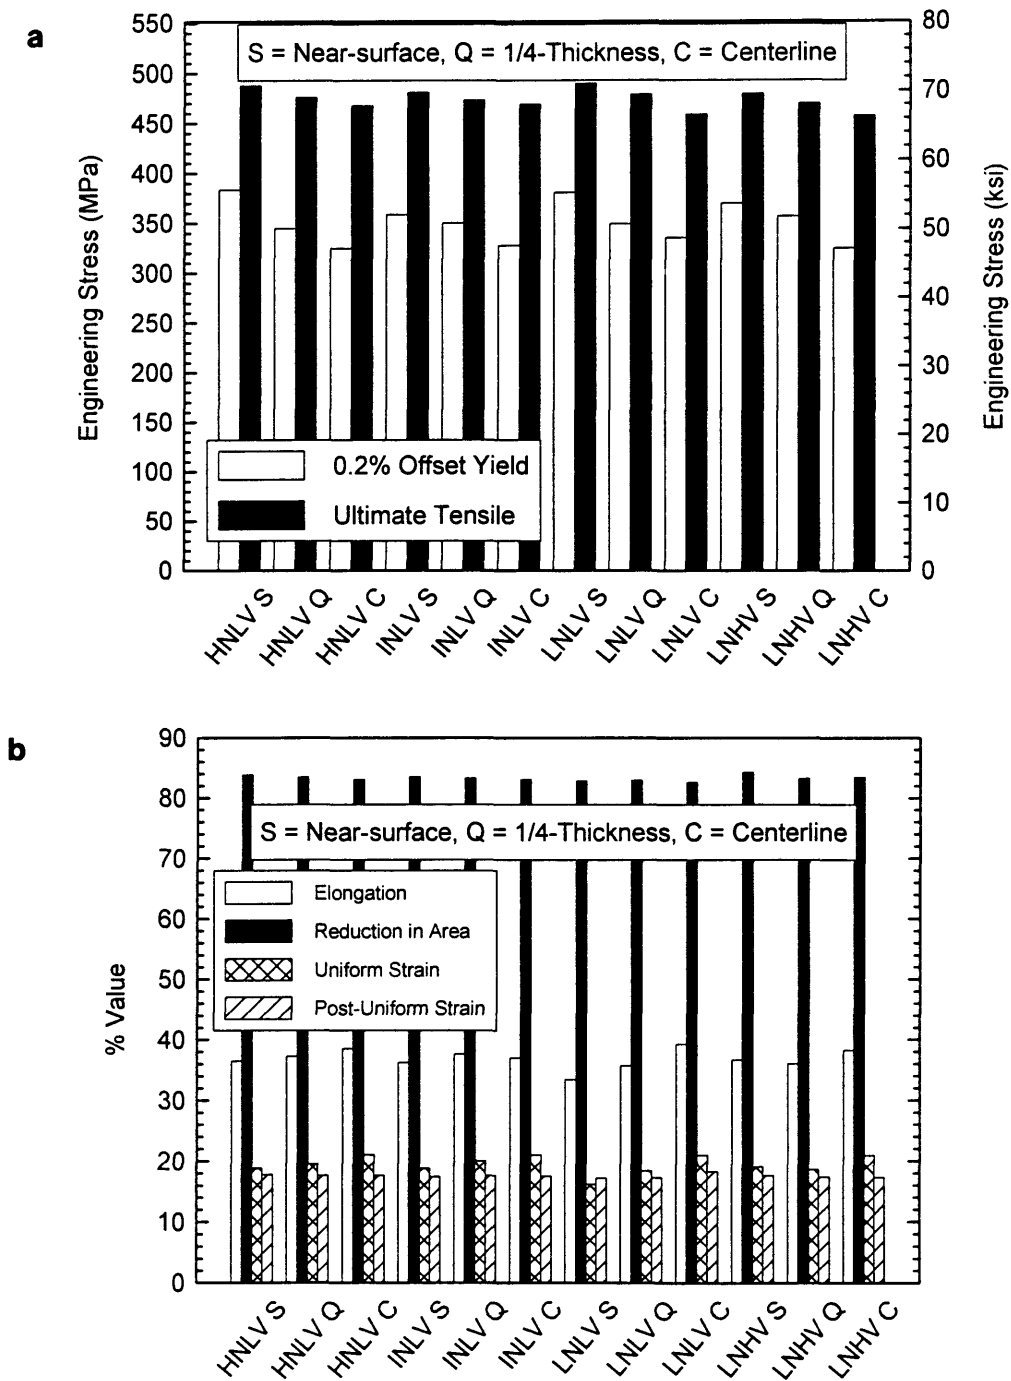 a
550
500
450
400
350
300
250
200
150
100
50
0
Engineering Stress (MPa)
80
70
60
50
40
30
20
10
0
Engineering Stress (ksi)
S = Near-surface, Q = 1/4-Thickness, C = Centerline
0.2% Offset Yield
Ultimate Tensile
HNLV S
HNLV Q
HNLV C
INLV S
INLV Q
INLV C
LNLV S
LNLV Q
LNLV C
LNHV S
LNHV Q
LNHV C
b
90
80
70
60
50
40
30
20
10
0
% Value
S = Near-surface, Q = 1/4-Thickness, C = Centerline
Elongation
Reduction in Area
Uniform Strain
Post-Uniform Strain
HNLV S
HNLV Q
HNLV C
INLV S
INLV Q
INLV C
LNLV S
LNLV Q
LNLV C
LNHV S
LNHV Q
LNHV C